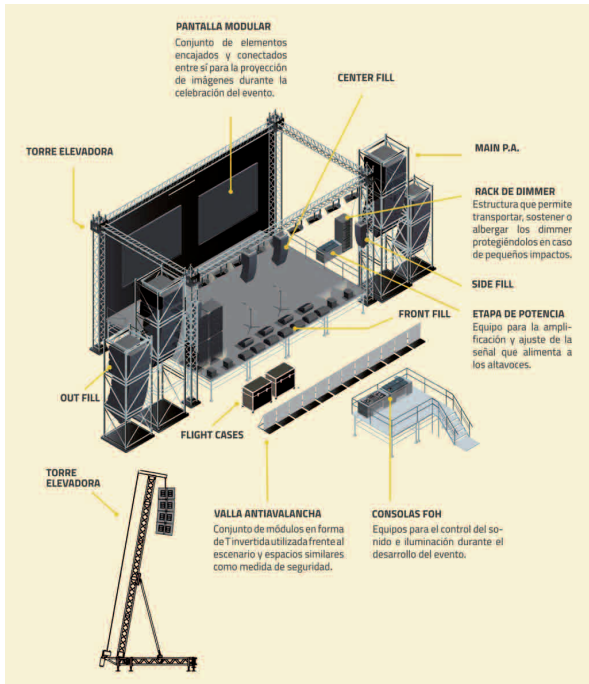 PANTALLA MODULAR
Conjunto de elementos
encajados y conectados
entre sí para la proyección
de imágenes durante la
celebración del evento.
CENTER FILL
TORRE ELEVADORA
MAIN P.A.
RACK DE DIMMER
Estructura que permite
transportar, sostener o
albergar los dimmer
protegiéndolos en caso
de pequeños impactos.
SIDE FILL
FRONT FILL
ETAPA DE POTENCIA
Equipo para la ampli-
ficación y ajuste de la
señal que alimenta a
los altavoces.
OUT FILL
FLIGHT CASES
TORRE
ELEVADORA
VALLA ANTIAVALANCHA
Conjunto de módulos en forma
de T invertida utilizada frente al
escenario y espacios similares
como medida de seguridad.
CONSOLAS FOH
Equipos para el control del so-
nido e iluminación durante el
desarrollo del evento.